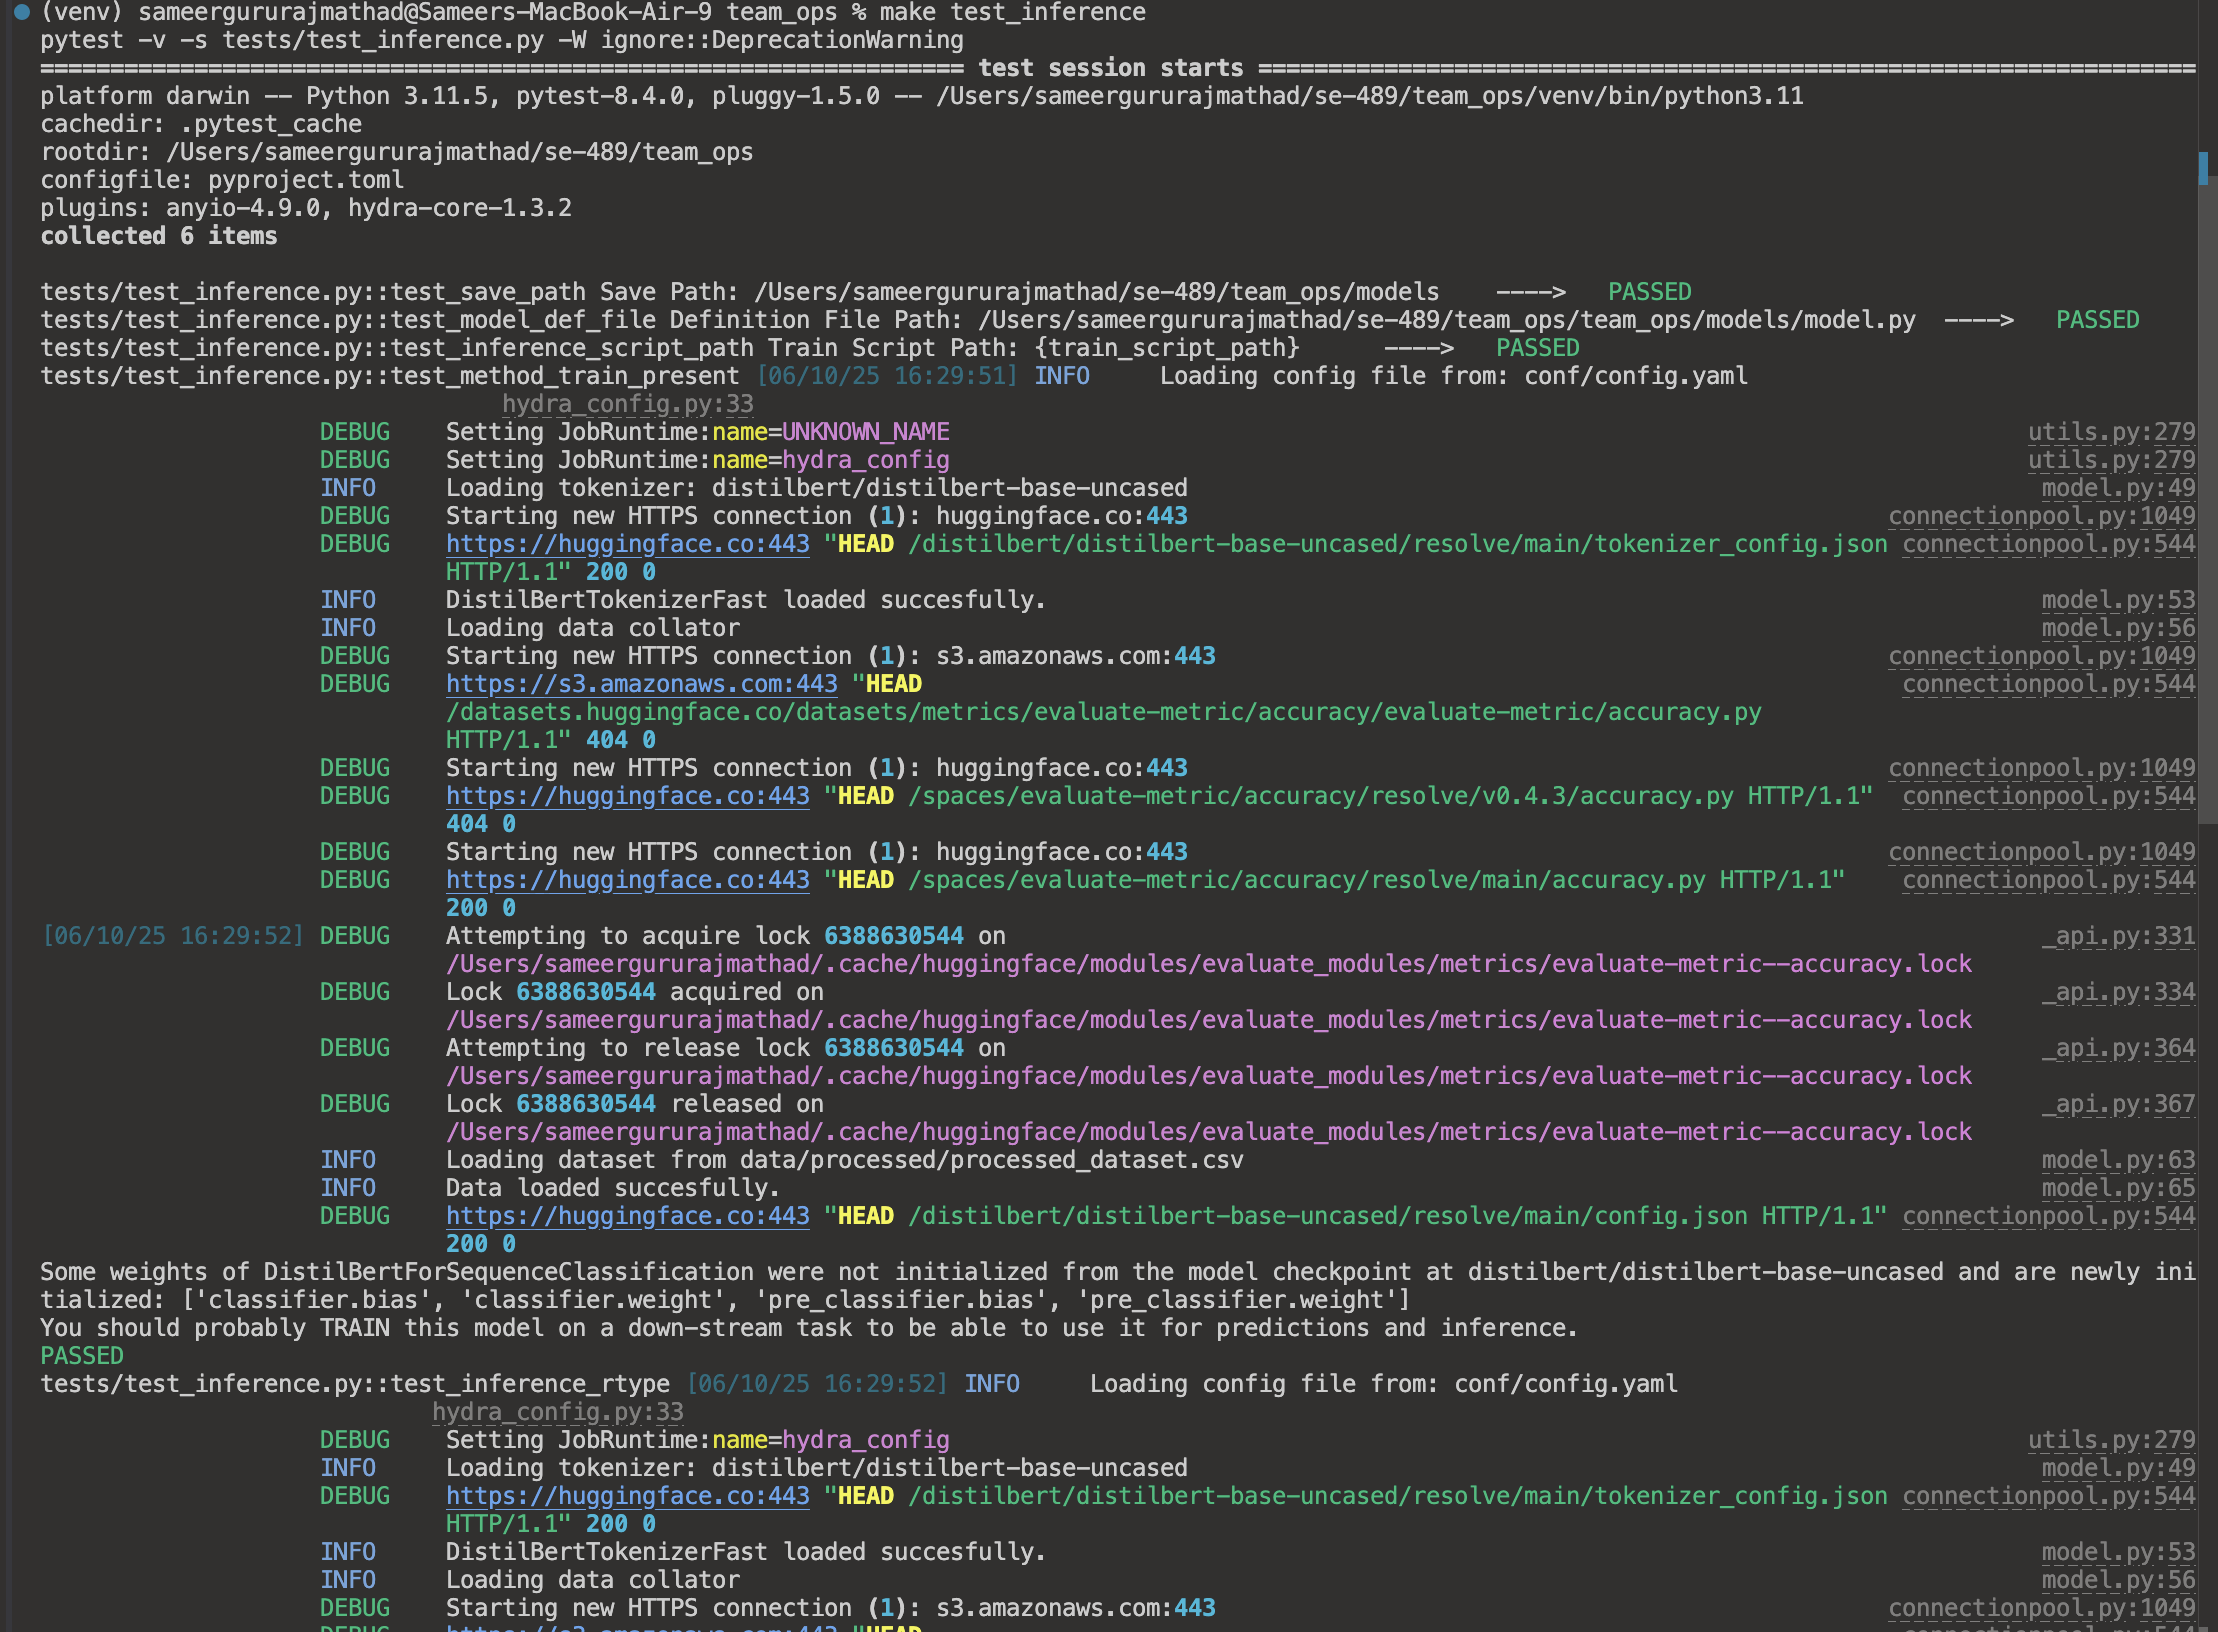 (venv) sameergururajmathad@Sameers-MacBook-Air-9 team_ops % make test_inference
pytest -v -s tests/test_inference.py -W ignore::DeprecationWarning
================================================================== test session starts ===================================================================
platform darwin -- Python 3.11.5, pytest-8.4.0, pluggy-1.5.0 -- /Users/sameergururajmathad/se-489/team_ops/venv/bin/python3.11
cachedir: .pytest_cache
rootdir: /Users/sameergururajmathad/se-489/team_ops
configfile: pyproject.toml
plugins: anyio-4.9.0, hydra-core-1.3.2
collected 6 items
tests/test_inference.py::test_save_path Save Path: /Users/sameergururajmathad/se-489/team_ops/models    ---->   PASSED
tests/test_inference.py::test_model_def_file Definition File Path: /Users/sameergururajmathad/se-489/team_ops/team_ops/models/model.py  ---->   PASSED
tests/test_inference.py::test_inference_script_path Train Script Path: {train_script_path}      ---->   PASSED
tests/test_inference.py::test_method_train_present [06/10/25 16:29:51] INFO     Loading config file from: conf/config.yaml
hydra_config.py:33
DEBUG    Setting JobRuntime:name=UNKNOWN_NAME    utils.py:279
DEBUG    Setting JobRuntime:name=hydra_config    utils.py:279
INFO     Loading tokenizer: distilbert/distilbert-base-uncased    model.py:49
DEBUG    Starting new HTTPS connection (1): huggingface.co:443    connectionpool.py:1049
DEBUG    https://huggingface.co:443 "HEAD /distilbert/distilbert-base-uncased/resolve/main/tokenizer_config.json connectionpool.py:544
HTTP/1.1" 200 0
INFO     DistilBertTokenizerFast loaded succesfully.    model.py:53
INFO     Loading data collator    model.py:56
DEBUG    Starting new HTTPS connection (1): s3.amazonaws.com:443    connectionpool.py:1049
DEBUG    https://s3.amazonaws.com:443 "HEAD    connectionpool.py:544
/datasets.huggingface.co/datasets/metrics/evaluate-metric/accuracy/evaluate-metric/accuracy.py
HTTP/1.1" 404 0
DEBUG    Starting new HTTPS connection (1): huggingface.co:443    connectionpool.py:1049
DEBUG    https://huggingface.co:443 "HEAD /spaces/evaluate-metric/accuracy/resolve/v0.4.3/accuracy.py HTTP/1.1"  connectionpool.py:544
404 0
DEBUG    Starting new HTTPS connection (1): huggingface.co:443    connectionpool.py:1049
DEBUG    https://huggingface.co:443 "HEAD /spaces/evaluate-metric/accuracy/resolve/main/accuracy.py HTTP/1.1"    connectionpool.py:544
200 0
[06/10/25 16:29:52] DEBUG    Attempting to acquire lock 6388630544 on    _api.py:331
/Users/sameergururajmathad/.cache/huggingface/modules/evaluate_modules/metrics/evaluate-metric--accuracy.lock
DEBUG    Lock 6388630544 acquired on    _api.py:334
/Users/sameergururajmathad/.cache/huggingface/modules/evaluate_modules/metrics/evaluate-metric--accuracy.lock
DEBUG    Attempting to release lock 6388630544 on    _api.py:364
/Users/sameergururajmathad/.cache/huggingface/modules/evaluate_modules/metrics/evaluate-metric--accuracy.lock
DEBUG    Lock 6388630544 released on    _api.py:367
/Users/sameergururajmathad/.cache/huggingface/modules/evaluate_modules/metrics/evaluate-metric--accuracy.lock
INFO     Loading dataset from data/processed/processed_dataset.csv    model.py:63
INFO     Data loaded succesfully.    model.py:65
DEBUG    https://huggingface.co:443 "HEAD /distilbert/distilbert-base-uncased/resolve/main/config.json HTTP/1.1" connectionpool.py:544
200 0
Some weights of DistilBertForSequenceClassification were not initialized from the model checkpoint at distilbert/distilbert-base-uncased and are newly ini
tialized: ['classifier.bias', 'classifier.weight', 'pre_classifier.bias', 'pre_classifier.weight']
You should probably TRAIN this model on a down-stream task to be able to use it for predictions and inference.
PASSED
tests/test_inference.py::test_inference_rtype [06/10/25 16:29:52] INFO     Loading config file from: conf/config.yaml
hydra_config.py:33
DEBUG    Setting JobRuntime:name=hydra_config    utils.py:279
INFO     Loading tokenizer: distilbert/distilbert-base-uncased    model.py:49
DEBUG    https://huggingface.co:443 "HEAD /distilbert/distilbert-base-uncased/resolve/main/tokenizer_config.json connectionpool.py:544
HTTP/1.1" 200 0
INFO     DistilBertTokenizerFast loaded succesfully.    model.py:53
INFO     Loading data collator    model.py:56
DEBUG    Starting new HTTPS connection (1): s3.amazonaws.com:443    connectionpool.py:1049
DEBUG    https://s3.amazonaws.com:443 "HEAD    connectionpool.py:544